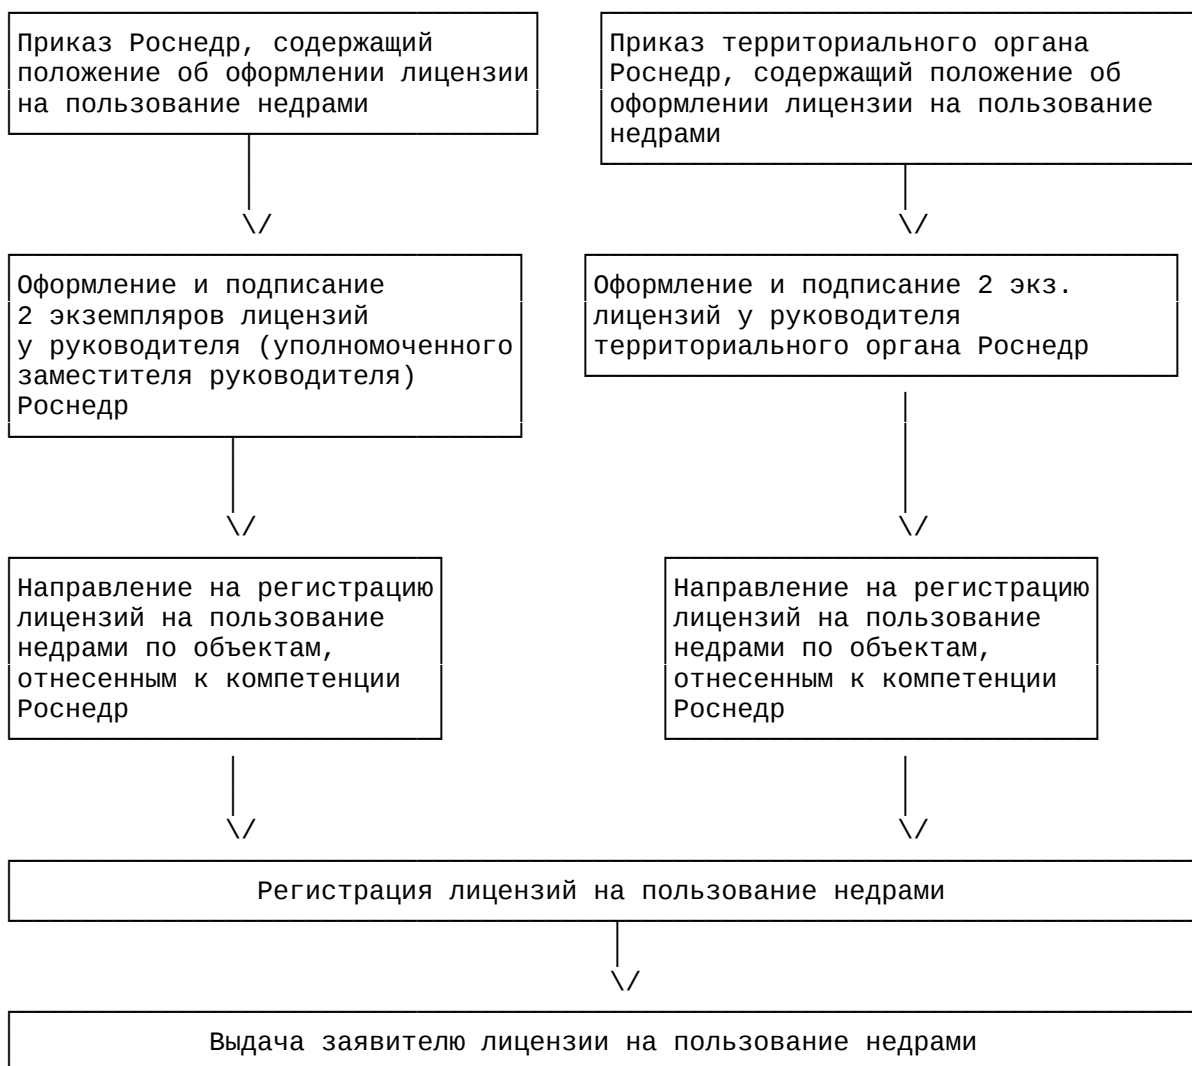 Приказ Роснедр, содержащий
положение об оформлении лицензии
на пользование недрами
Приказ территориального органа
Роснедр, содержащий положение об
оформлении лицензии на пользование
недрами
Оформление и подписание
2 экземпляров лицензий
у руководителя (уполномоченного
заместителя руководителя)
Роснедр
Оформление и подписание 2 экз.
лицензий у руководителя
территориального органа Роснедр
Направление на регистрацию
лицензий на пользование
недрами по объектам,
отнесенным к компетенции
Роснедр
Направление на регистрацию
лицензий на пользование
недрами по объектам,
отнесенным к компетенции
Роснедр
Регистрация лицензий на пользование недрами
Выдача заявителю лицензии на пользование недрами